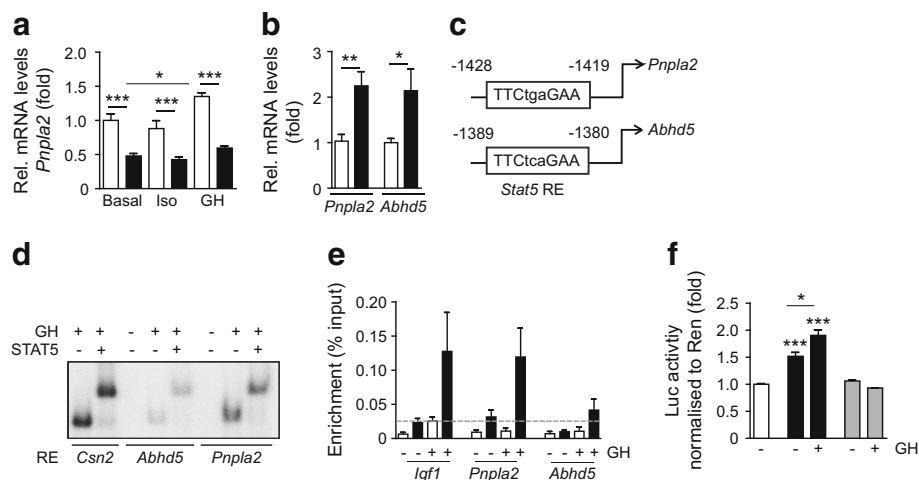 a
Rel. mRNA levels
Pnpla2 (fold)
2.0
1.5
1.0
0.5
0
***
*
***
***
Basal Iso GH
b
Rel. mRNA levels
(fold)
3
2
1
0
**
*
Pnpla2 Abhd5
c
-1428 -1419
TTCtgaGAA
Pnpla2
-1389 -1380
TTCtcaGAA
Abhd5
Stat5 RE
d
GH + + - + + - + +
STAT5 - + - - + - - +
RE Csn2 Abhd5 Pnpla2
e
Enrichment (% input)
0.20
0.15
0.10
0.05
0
- - + + - - + + - - + + GH
Igf1 Pnpla2 Abhd5
f
Luc activtiy
normalised to Ren (fold)
2.5
2.0
1.5
1.0
0.5
0
*
***
***
- - + - + GH